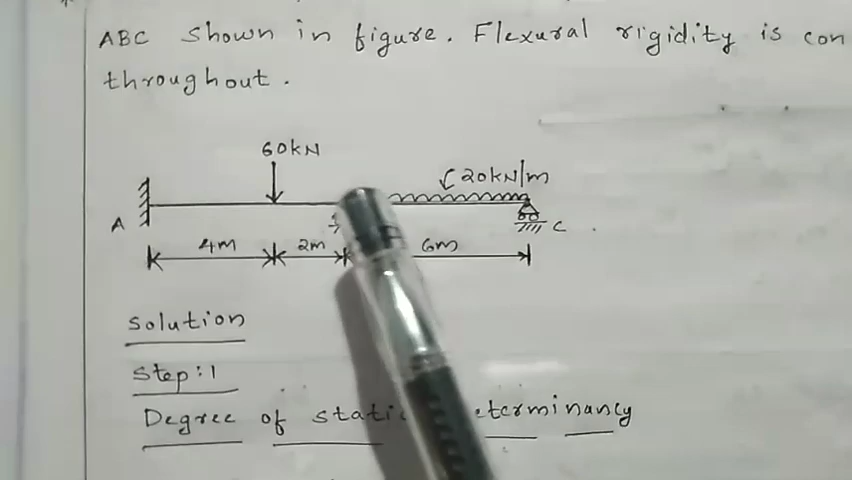 ABC shown in figure. Flexural rigidity is con
throughout.
60kN
20kN/m
A
C
4m
2m
6m
Solution
Step:1
Degree of static eterminancy